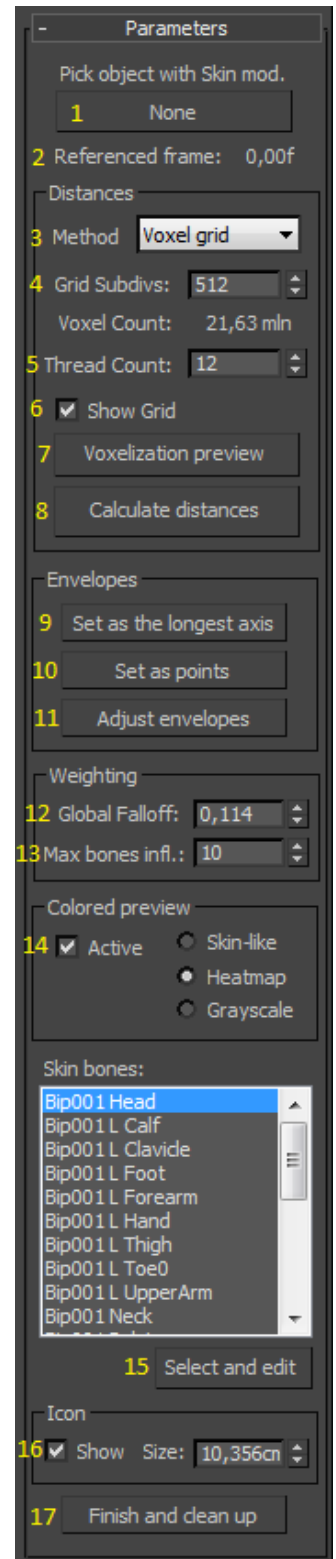 - Parameters
Pick object with Skin mod.
1 None
2 Referenced frame: 0,00f
Distances
3 Method Voxel grid
4 Grid Subdivs: 512
Voxel Count: 21,63 mln
5 Thread Count: 12
6 Show Grid
7 Voxelization preview
8 Calculate distances
Envelopes
9 Set as the longest axis
10 Set as points
11 Adjust envelopes
Weighting
12 Global Falloff: 0,114
13 Max bones infl.: 10
Colored preview
14 Active Skin-like
Heatmap
Grayscale
Skin bones:
Bip001 Head
Bip001 L Calf
Bip001 L Clavicle
Bip001 L Foot
Bip001 L Forearm
Bip001 L Hand
Bip001 L Thigh
Bip001 L Toe0
Bip001 L UpperArm
Bip001 Neck
15 Select and edit
Icon
16 Show Size: 10,356cm
17 Finish and clean up